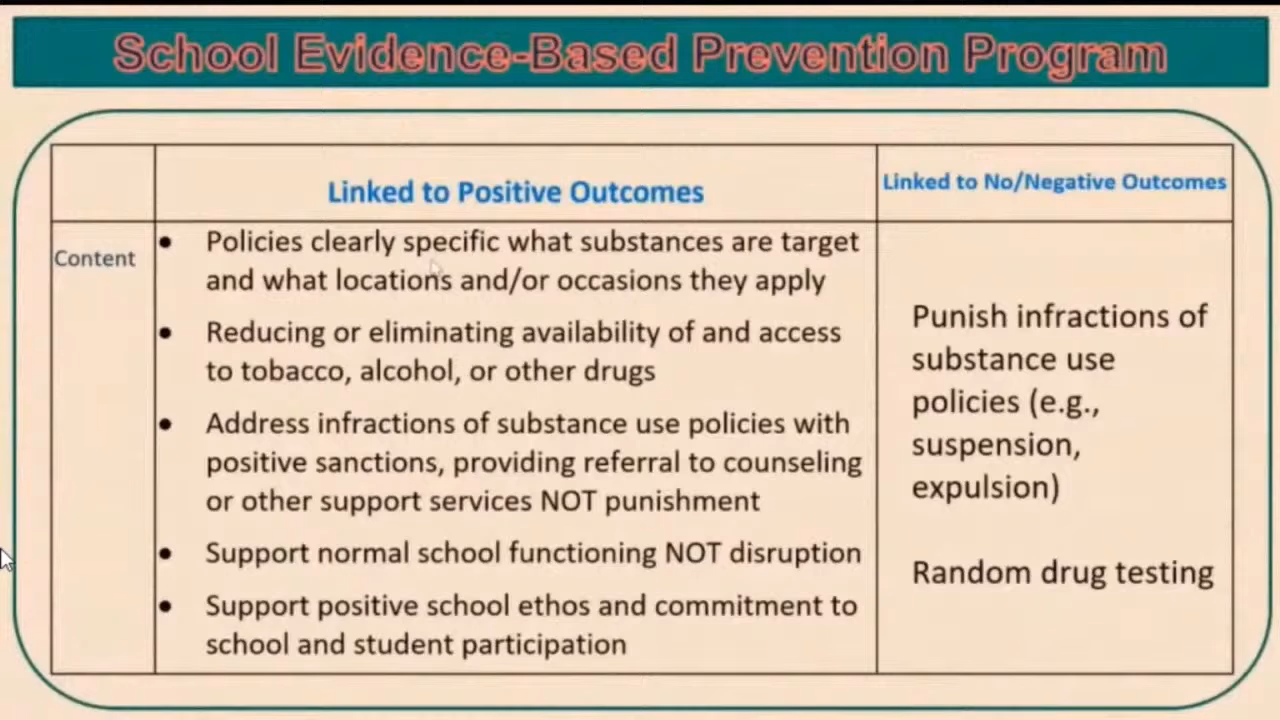 School Evidence-Based Prevention Program
Linked to Positive Outcomes
Linked to No/Negative Outcomes
Content
• Policies clearly specific what substances are target
and what locations and/or occasions they apply
• Reducing or eliminating availability of and access
to tobacco, alcohol, or other drugs
• Address infractions of substance use policies with
positive sanctions, providing referral to counseling
or other support services NOT punishment
• Support normal school functioning NOT disruption
• Support positive school ethos and commitment to
school and student participation
Punish infractions of
substance use
policies (e.g.,
suspension,
expulsion)
Random drug testing